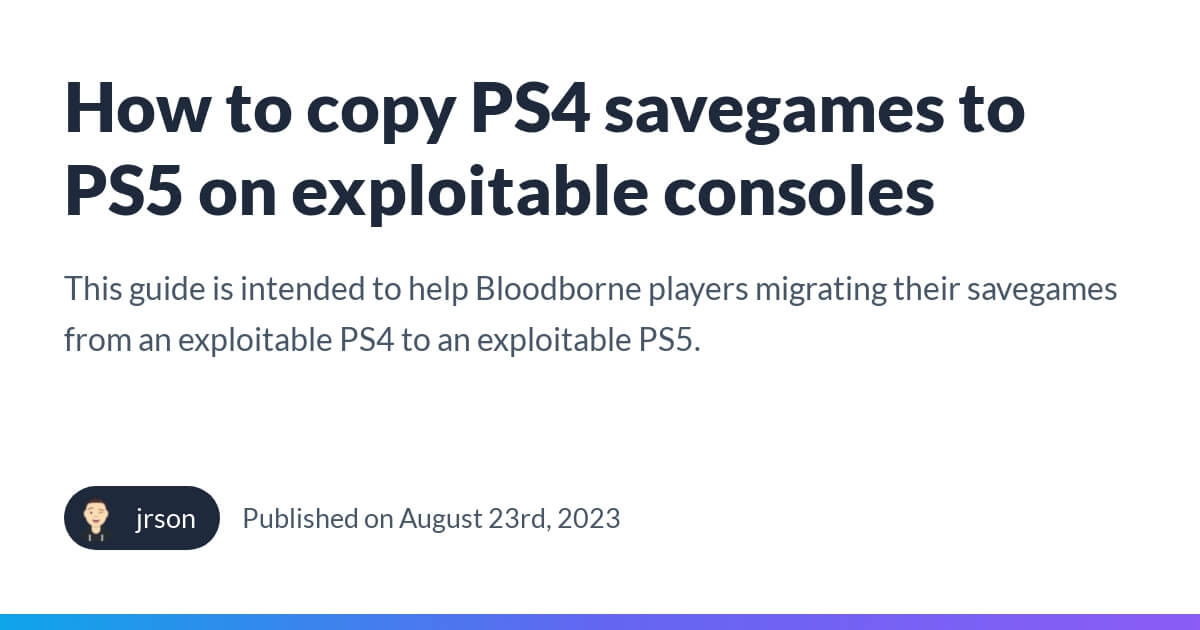 How to copy PS4 savegames to
PS5 on exploitable consoles
This guide is intended to help Bloodborne players migrating their savegames
from an exploitable PS4 to an exploitable PS5.
jrson Published on August 23rd, 2023